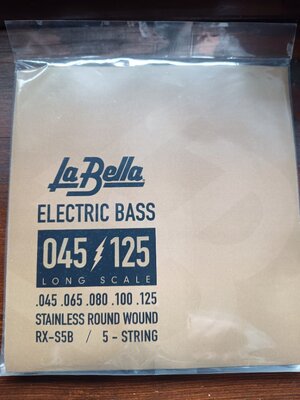 La Bella
ELECTRIC BASS
045 125
LONG SCALE
.045 .065 .080 .100 .125
STAINLESS ROUND WOUND
RX-S5B / 5 - STRING